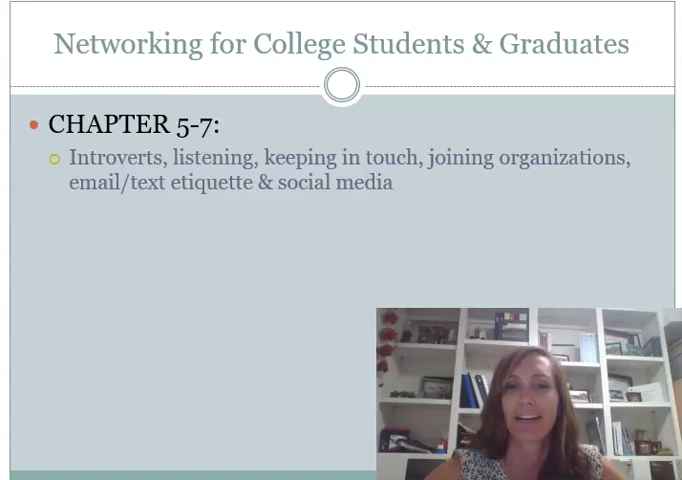 Networking for College Students & Graduates
CHAPTER 5-7:
Introverts, listening, keeping in touch, joining organizations,
email/text etiquette & social media